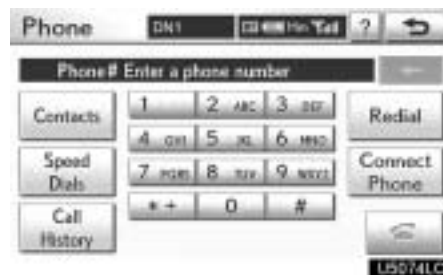 Phone DN1 ?
Phone# Enter a phone number
Contacts 1 2 ABC 3 DEF Redial
4 GHI 5 JKL 6 MNO
Speed Dials 7 PQRS 8 TUV 9 WXYZ Connect Phone
* + 0 #
Call History
U5074LC